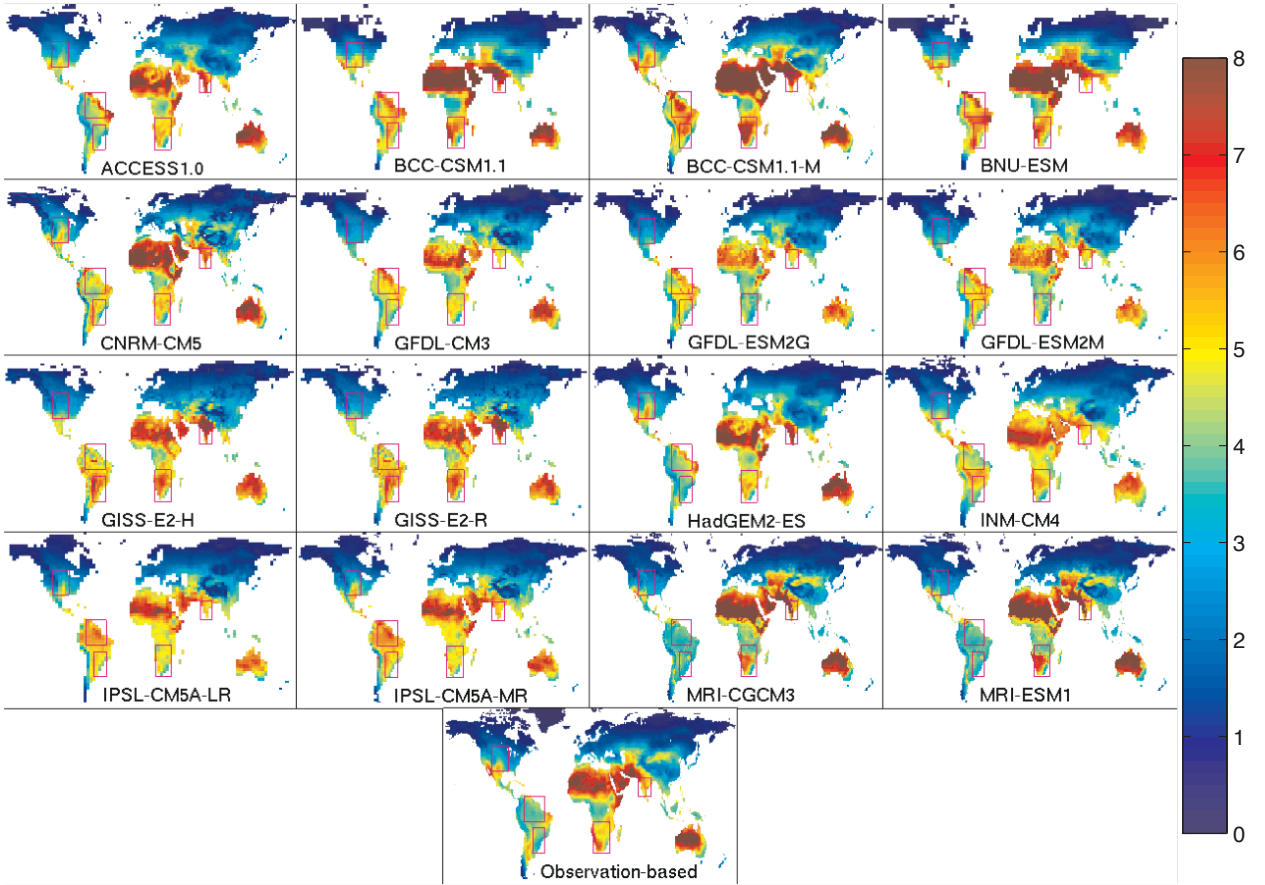 ACCESS1.0
BCC-CSM1.1
BCC-CSM1.1-M
BNU-ESM
CNRM-CM5
GFDL-CM3
GFDL-ESM2G
GFDL-ESM2M
GISS-E2-H
GISS-E2-R
HadGEM2-ES
INM-CM4
IPSL-CM5A-LR
IPSL-CM5A-MR
MRI-CGCM3
MRI-ESM1
Observation-based
8
7
6
5
4
3
2
1
0